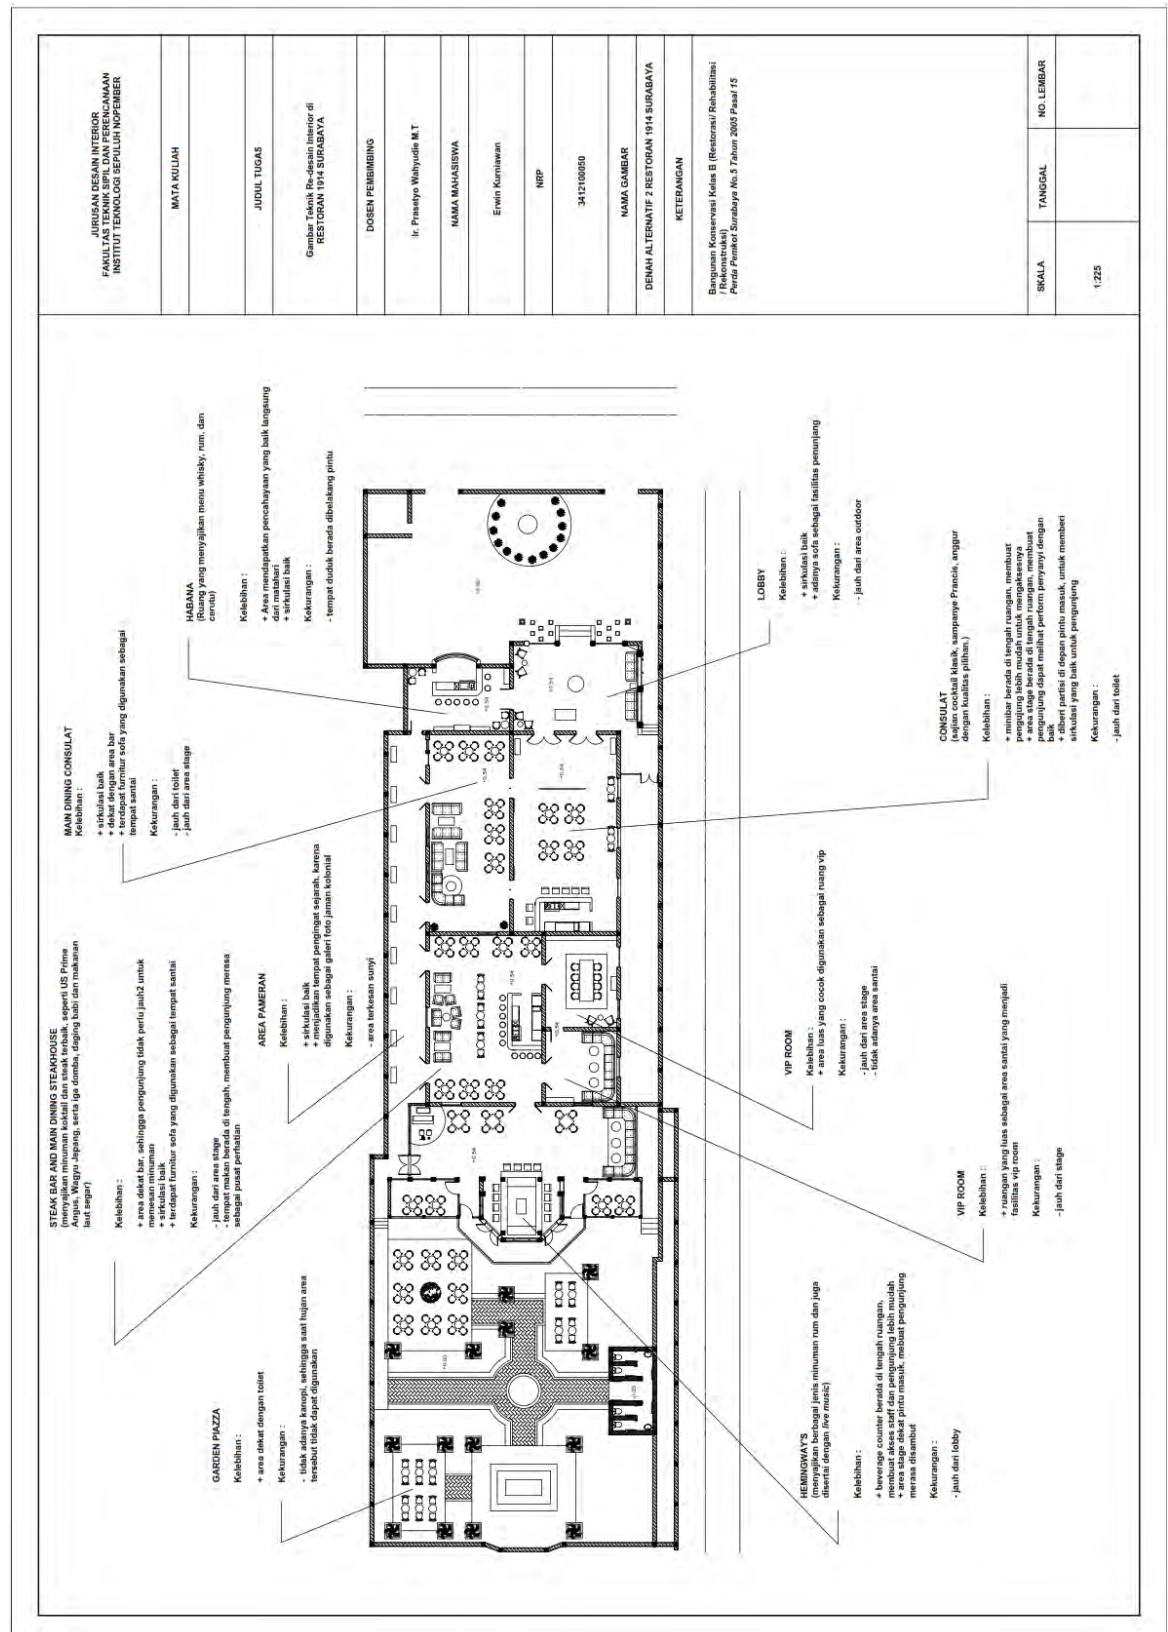 JURUSAN DESAIN INTERIOR
FAKULTAS TEKNIK SIPIL DAN PERENCANAAN
INSTITUT TEKNOLOGI SEPULUH NOPEMBER
MATA KULIAH
JUDUL TUGAS
Gambar Teknik Re-desain Interior di
RESTORAN 1914 SURABAYA
DOSEN PEMBIMBING
Ir. Prasetyo Wahyudie M.T
NAMA MAHASISWA
Erwin Kurniawan
NRP
3412100050
NAMA GAMBAR
DENAH ALTERNATIF 2 RESTORAN 1914 SURABAYA
KETERANGAN
Bangunan Konservasi Kelas B (Restorasi/ Rehabilitasi
/ Rekonstruksi)
Perda Pemkot Surabaya No.5 Tahun 2005 Pasal 15
SKALA
TANGGAL
NO. LEMBAR
1:225
STEAK BAR AND MAIN DINING STEAKHOUSE
(menyajikan minuman koktail dan steak terbaik, seperti US Prime
Angus, Wagyu Jepang, serta iga domba, daging babi dan makanan
laut segar)
Kelebihan :
+ area dekat bar, sehingga pengunjung tidak perlu jauh2 untuk
memesan minuman
+ sirkulasi baik
+ terdapat furnitur sofa yang digunakan sebagai tempat santai
Kekurangan :
- jauh dari area stage
- tempat makan berada di tengah, membuat pengunjung merasa
sebagai pusat perhatian
MAIN DINING CONSULAT
Kelebihan :
+ sirkulasi baik
+ dekat dengan area bar
+ terdapat furnitur sofa yang digunakan sebagai
tempat santai
Kekurangan :
- jauh dari toilet
- jauh dari area stage
HABANA
(Ruang yang menyajikan menu whisky, rum, dan
cerutu)
Kelebihan :
+ Area mendapatkan pencahayaan yang baik langsung
dari matahari
+ sirkulasi baik
Kekurangan :
- tempat duduk berada dibelakang pintu
GARDEN PIAZZA
Kelebihan :
+ area dekat dengan toilet
Kekurangan :
- tidak adanya kanopi, sehingga saat hujan area
tersebut tidak dapat digunakan
AREA PAMERAN
Kelebihan :
+ sirkulasi baik
+ menjadikan tempat pengingat sejarah, karena
digunakan sebagai galeri foto jaman kolonial
Kekurangan :
- area terkesan sunyi
HEMINGWAY'S
(menyajikan berbagai jenis minuman rum dan juga
disertai dengan live music)
Kelebihan :
+ beverage counter berada di tengah ruangan,
membuat akses staff dan pengunjung lebih mudah
+ area stage dekat pintu masuk, mebuat pengunjung
merasa disambut
Kekurangan :
- jauh dari lobby
VIP ROOM
Kelebihan :
+ ruangan yang luas sebagai area santai yang menjadi
fasilitas vip room
Kekurangan :
- jauh dari stage
VIP ROOM
Kelebihan :
+ area luas yang cocok digunakan sebagai ruang vip
Kekurangan :
- jauh dari area stage
- tidak adanya area santai
LOBBY
Kelebihan :
+ sirkulasi baik
+ adanya sofa sebagai fasilitas penunjang
Kekurangan :
- jauh dari area outdoor
CONSULAT
(sajian cocktail klasik, sampanye Prancis, anggur
dengan kualitas pilihan.)
Kelebihan :
+ minibar berada di tengah ruangan, membuat
pengujung lebih mudah untuk mengaksesnya
+ area stage berada di tengah ruangan, membuat
pengunjung dapat melihat perform penyanyi dengan
baik
+ diberi partisi di depan pintu masuk, untuk memberi
sirkulasi yang baik untuk pengunjung
Kekurangan :
- jauh dari toilet
+0.54
+0.54
+0.54
+0.54
+0.54
+0.54
+0.54